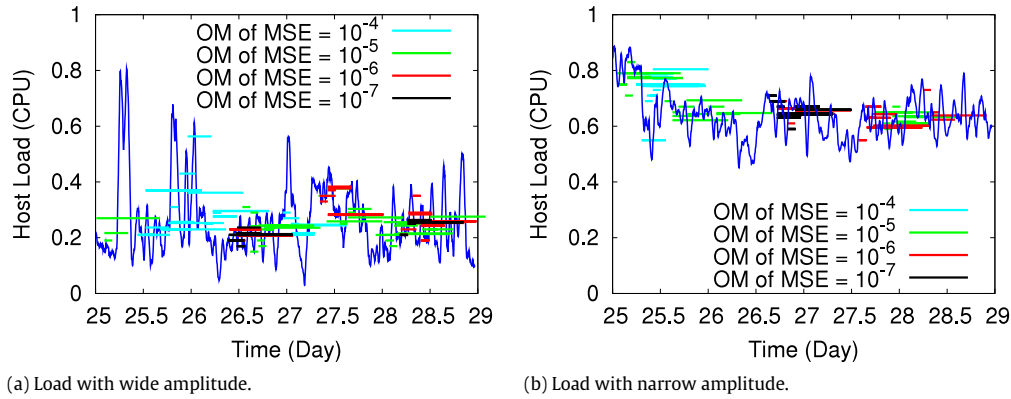 1
0.8
0.6
0.4
0.2
0
Host Load (CPU)
OM of MSE = 10^-4
OM of MSE = 10^-5
OM of MSE = 10^-6
OM of MSE = 10^-7
25 25.5 26 26.5 27 27.5 28 28.5 29
Time (Day)
(a) Load with wide amplitude.
1
0.8
0.6
0.4
0.2
0
Host Load (CPU)
OM of MSE = 10^-4
OM of MSE = 10^-5
OM of MSE = 10^-6
OM of MSE = 10^-7
25 25.5 26 26.5 27 27.5 28 28.5 29
Time (Day)
(b) Load with narrow amplitude.